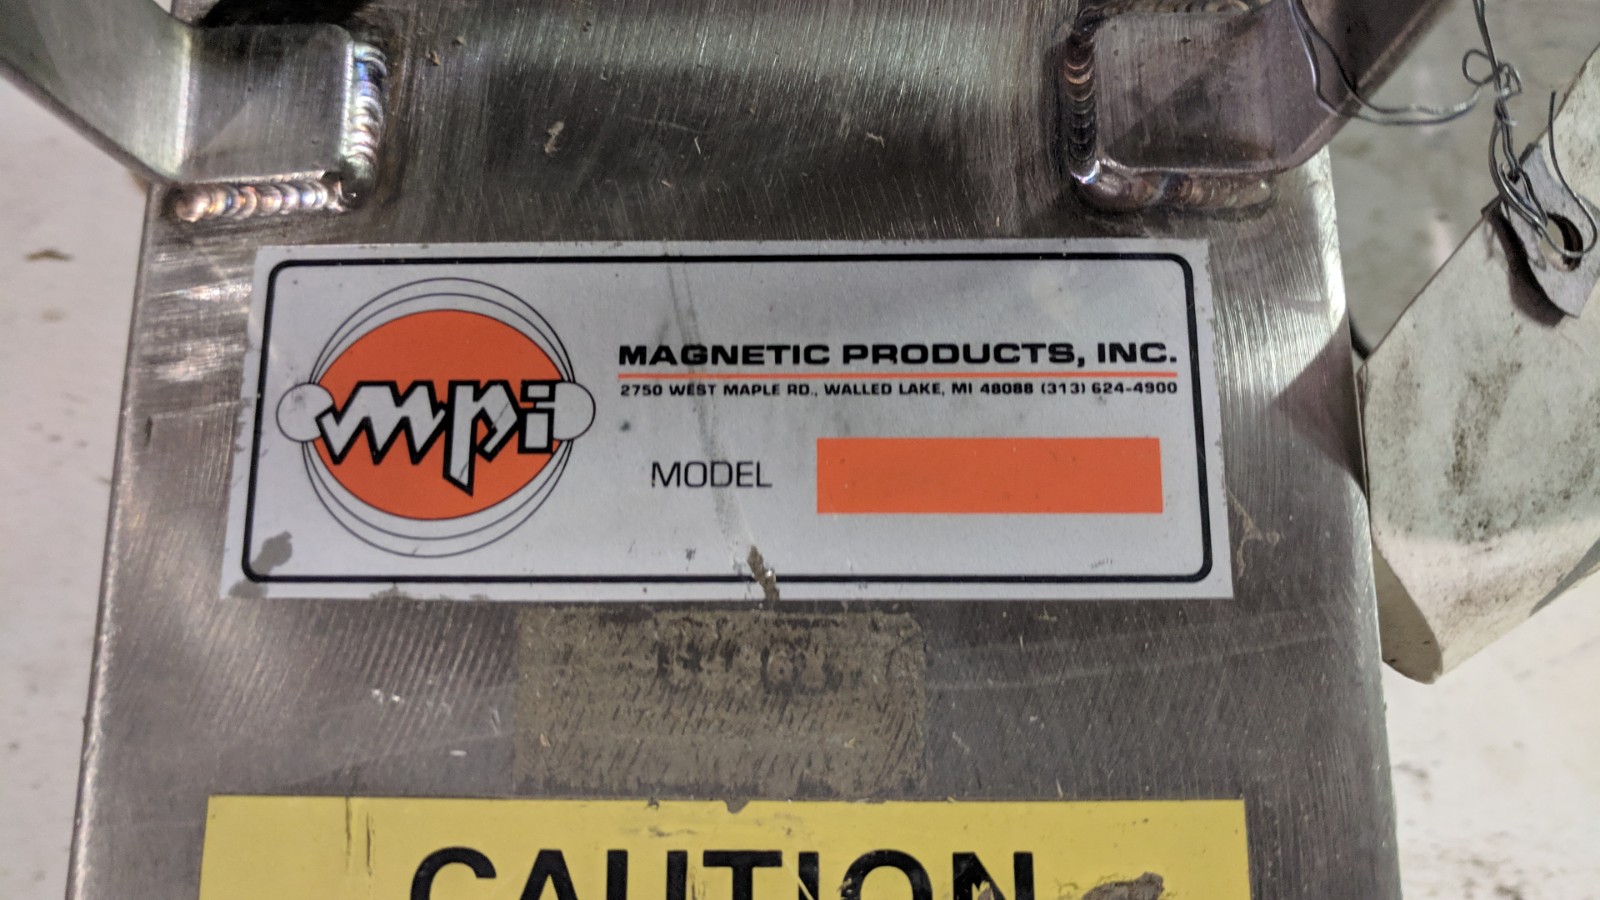 mpi
MAGNETIC PRODUCTS, INC.
2750 WEST MAPLE RD., WALLED LAKE, MI 48088 (313) 624-4900
MODEL
CAUTION